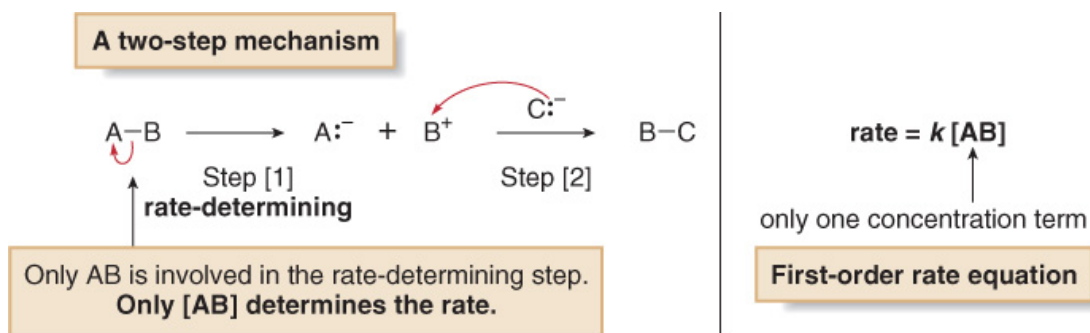 A two-step mechanism
A–B A:⁻ + B⁺ C:⁻ B–C
Step [1] Step [2]
rate-determining
Only AB is involved in the rate-determining step.
Only [AB] determines the rate.
rate = k [AB]
only one concentration term
First-order rate equation